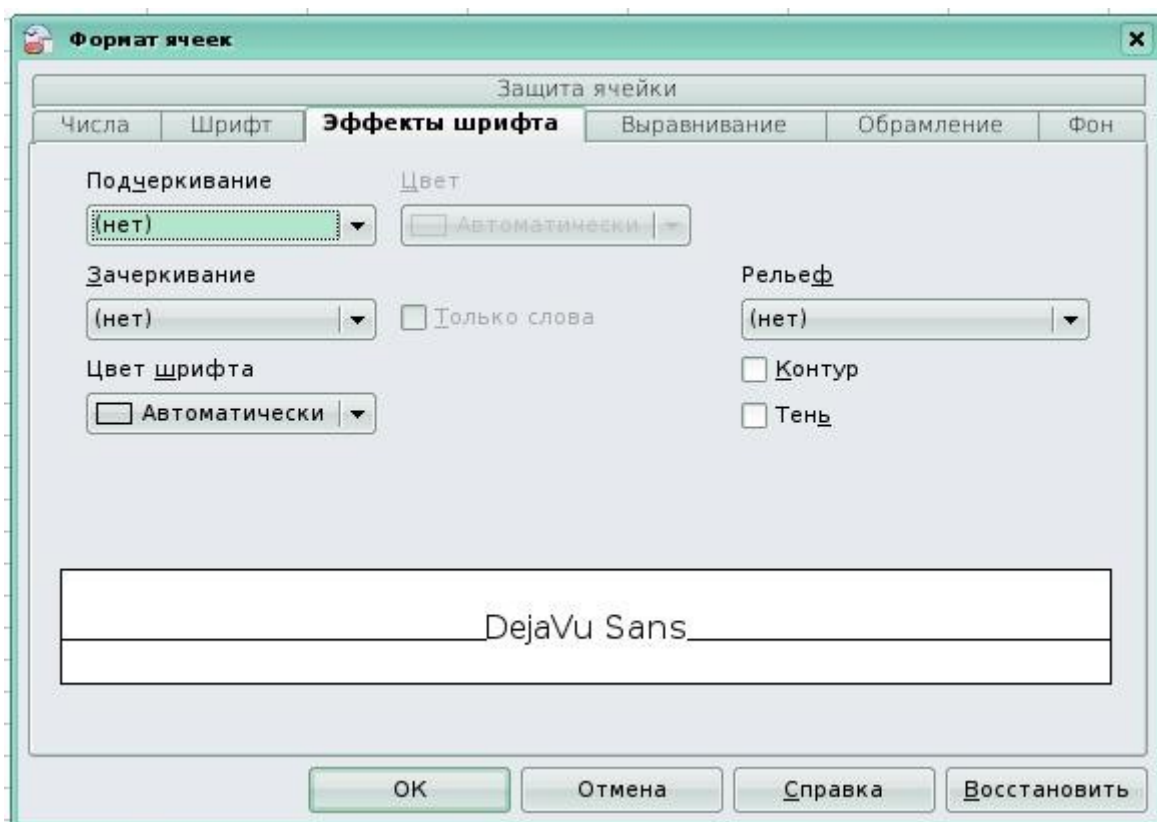 Формат ячеек
Защита ячейки
Числа Шрифт Эффекты шрифта Выравнивание Обрамление Фон
Подчеркивание Цвет
(нет) Автоматически
Зачеркивание Рельеф
(нет) Только слова (нет)
Цвет шрифта Контур
Автоматически Тень
DejaVu Sans
OK Отмена Справка Восстановить